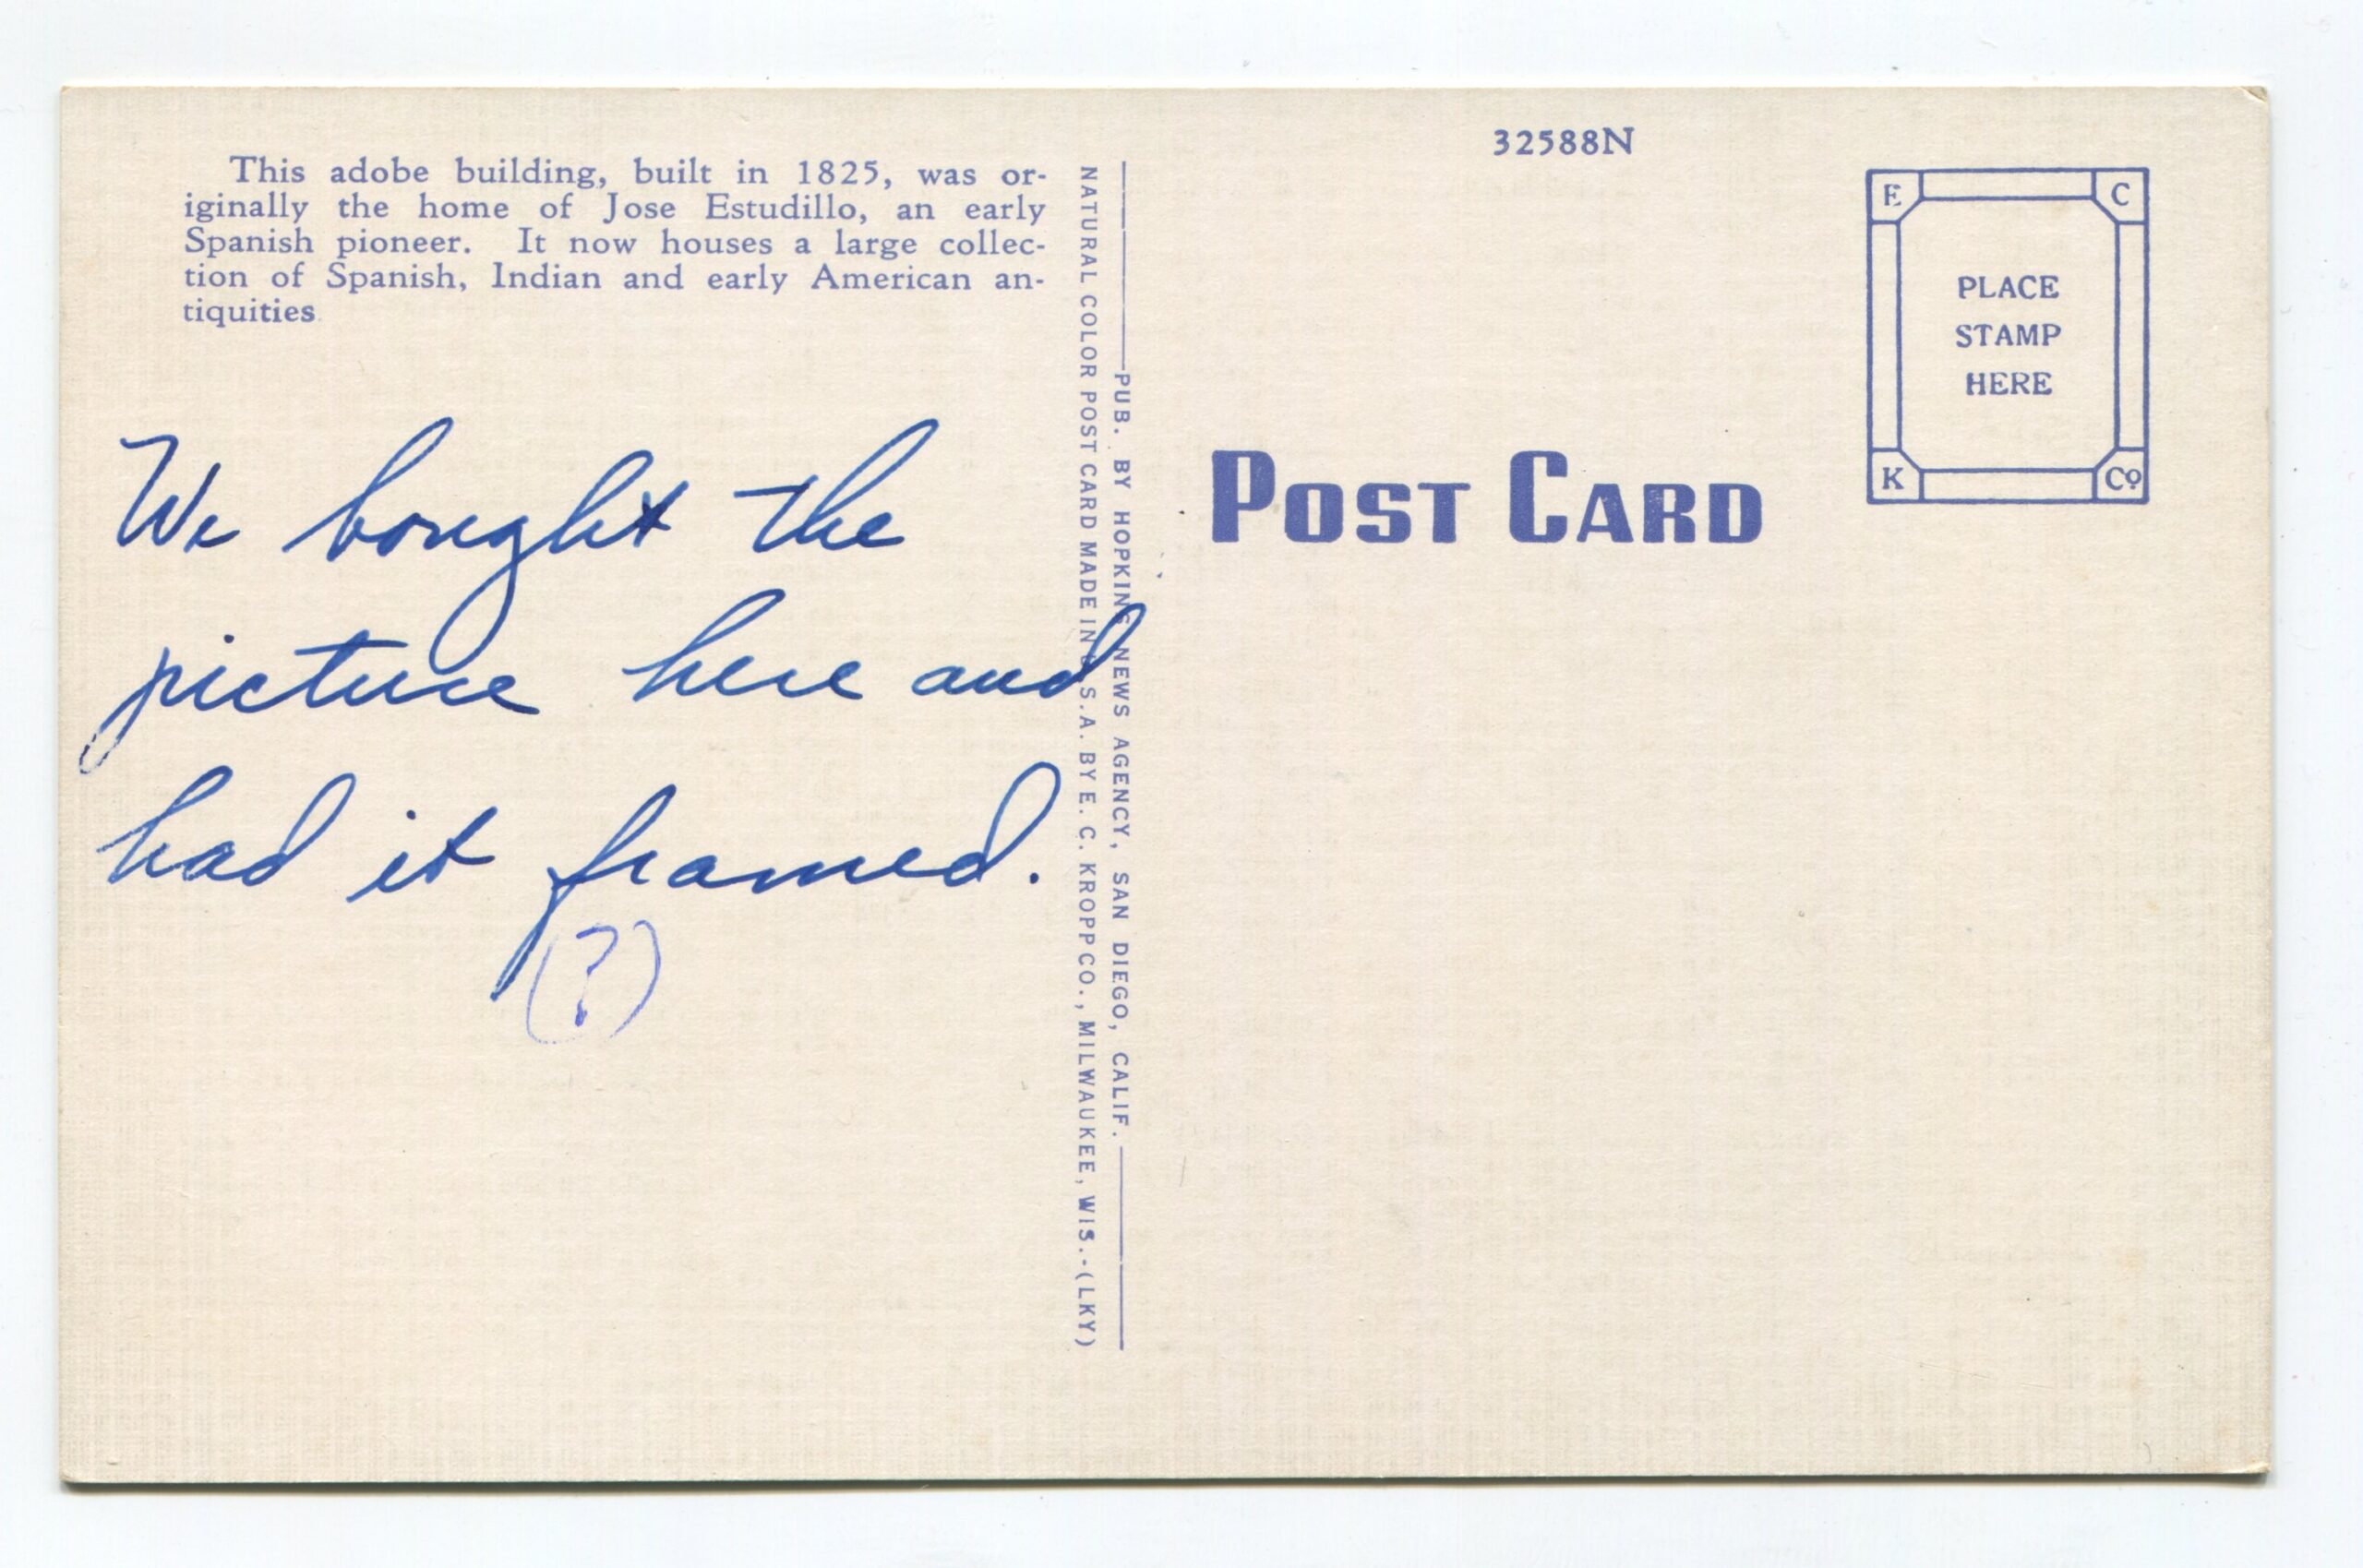 This adobe building, built in 1825, was or-
iginally the home of Jose Estudillo, an early
Spanish pioneer. It now houses a large collec-
tion of Spanish, Indian and early American an-
tiquities
We bought the
picture here and
had it framed.
(?)
NATURAL COLOR POST CARD MADE IN U.S.A. BY E. C. KROPP CO., MILWAUKEE, WIS.-(LKY)
PUB. BY HOPKINS NEWS AGENCY, SAN DIEGO, CALIF.
32588N
POST CARD
E C
PLACE
STAMP
HERE
K Co